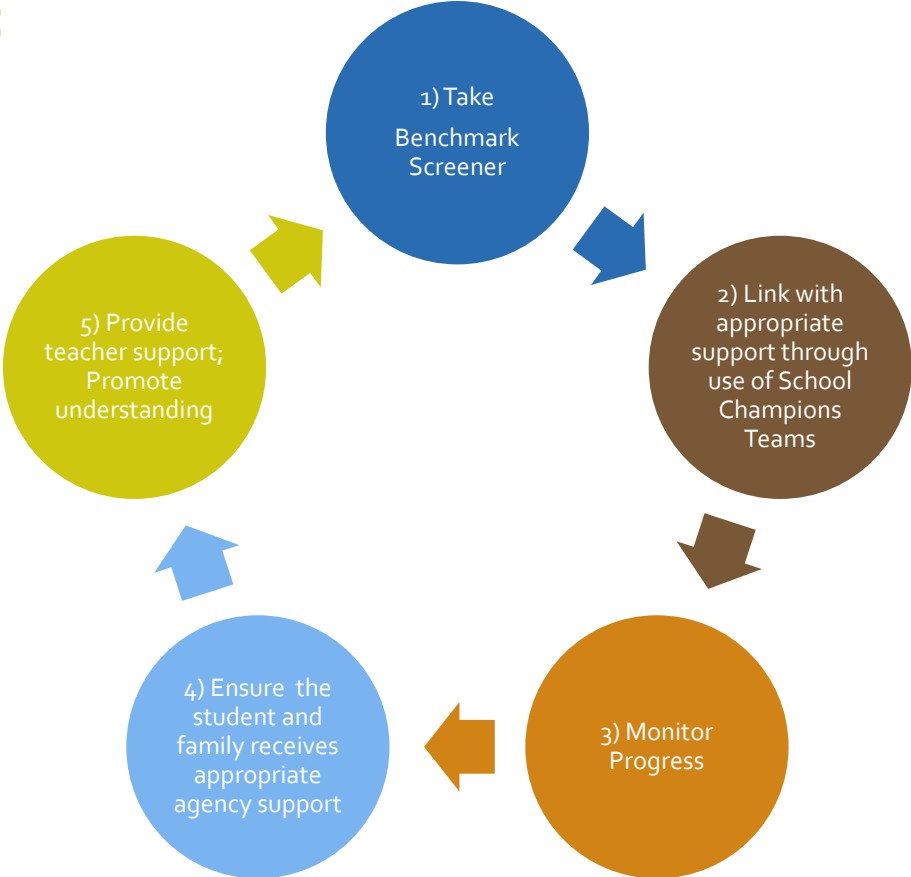 1) Take
Benchmark
Screener
2) Link with
appropriate
support through
use of School
Champions
Teams
3) Monitor
Progress
4) Ensure the
student and
family receives
appropriate
agency support
5) Provide
teacher support;
Promote
understanding